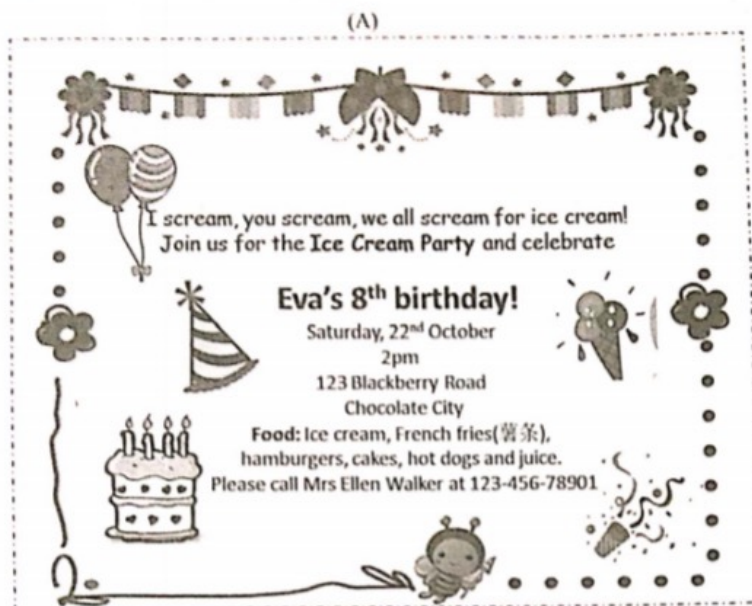 (A)
I scream, you scream, we all scream for ice cream!
Join us for the Ice Cream Party and celebrate
Eva's 8th birthday!
Saturday, 22nd October
2pm
123 Blackberry Road
Chocolate City
Food: Ice cream, French fries(薯条),
hamburgers, cakes, hot dogs and juice.
Please call Mrs Ellen Walker at 123-456-78901